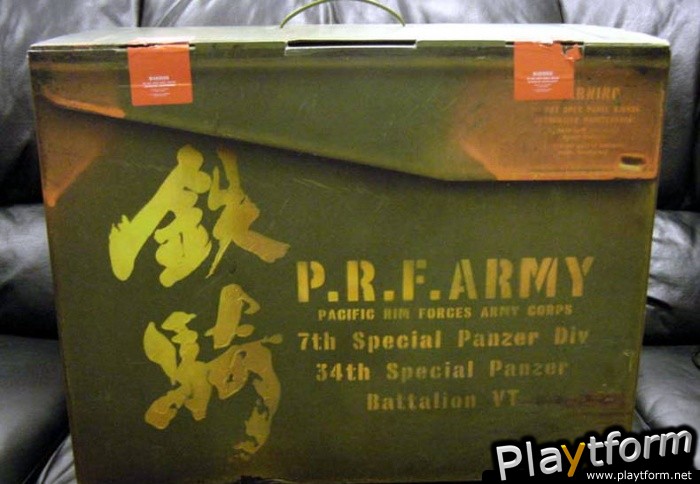 WARNING
鉄騎
P.R.F.ARMY
PACIFIC RIM FORCES ARMY CORPS
7th Special Panzer Div
34th Special Panzer
Battalion VT
Playtform
www.playtform.net